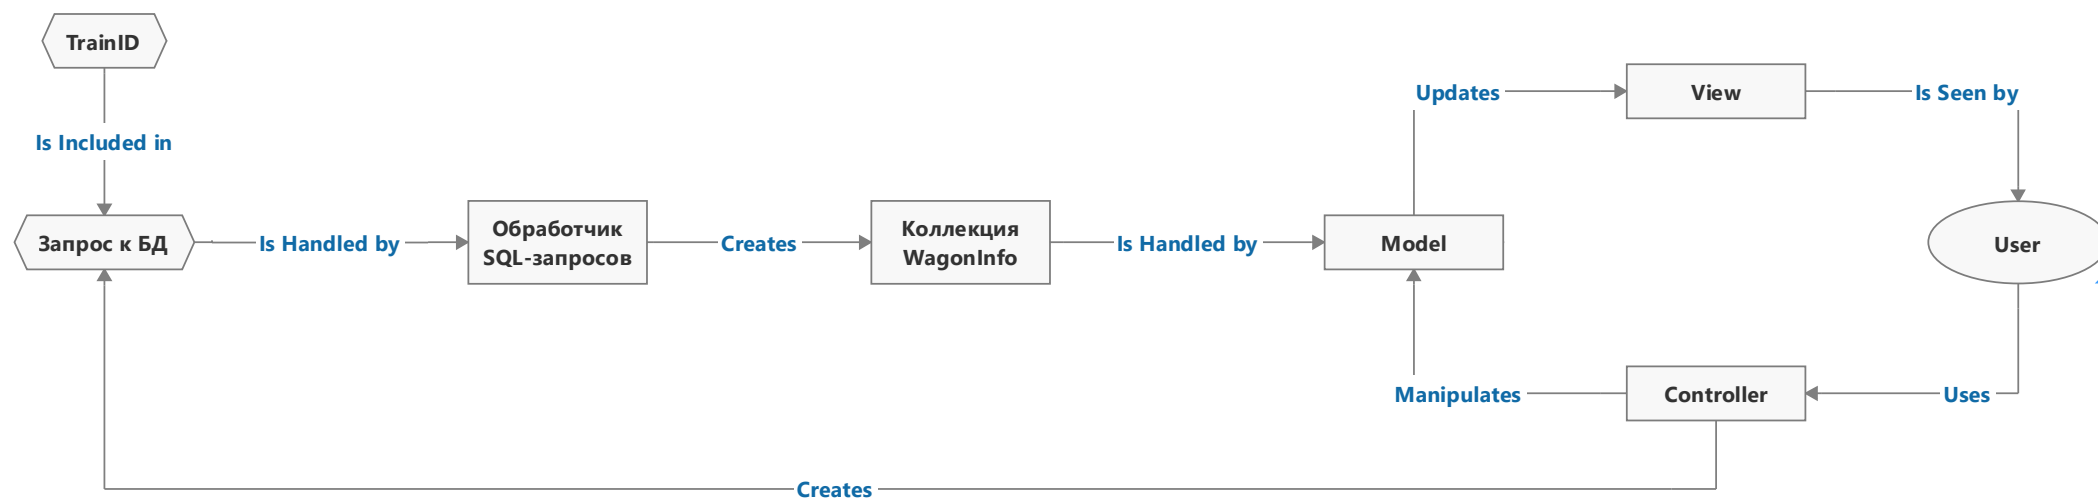 TrainID
Is Included in
Updates
View
Is Seen by
Запрос к БД
Is Handled by
Обработчик
SQL-запросов
Creates
Коллекция
WagonInfo
Is Handled by
Model
User
Manipulates
Controller
Uses
Creates